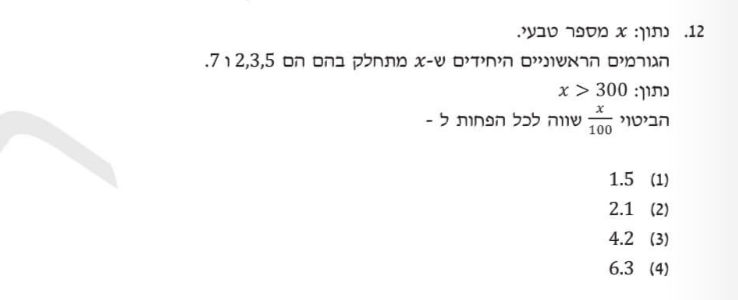 12. נתון: x מספר טבעי.
הגורמים הראשוניים היחידים ש-x מתחלק בהם הם 2,3,5 ו 7.
נתון: x > 300
הביטוי x/100 שווה לכל הפחות ל -
(1) 1.5
(2) 2.1
(3) 4.2
(4) 6.3